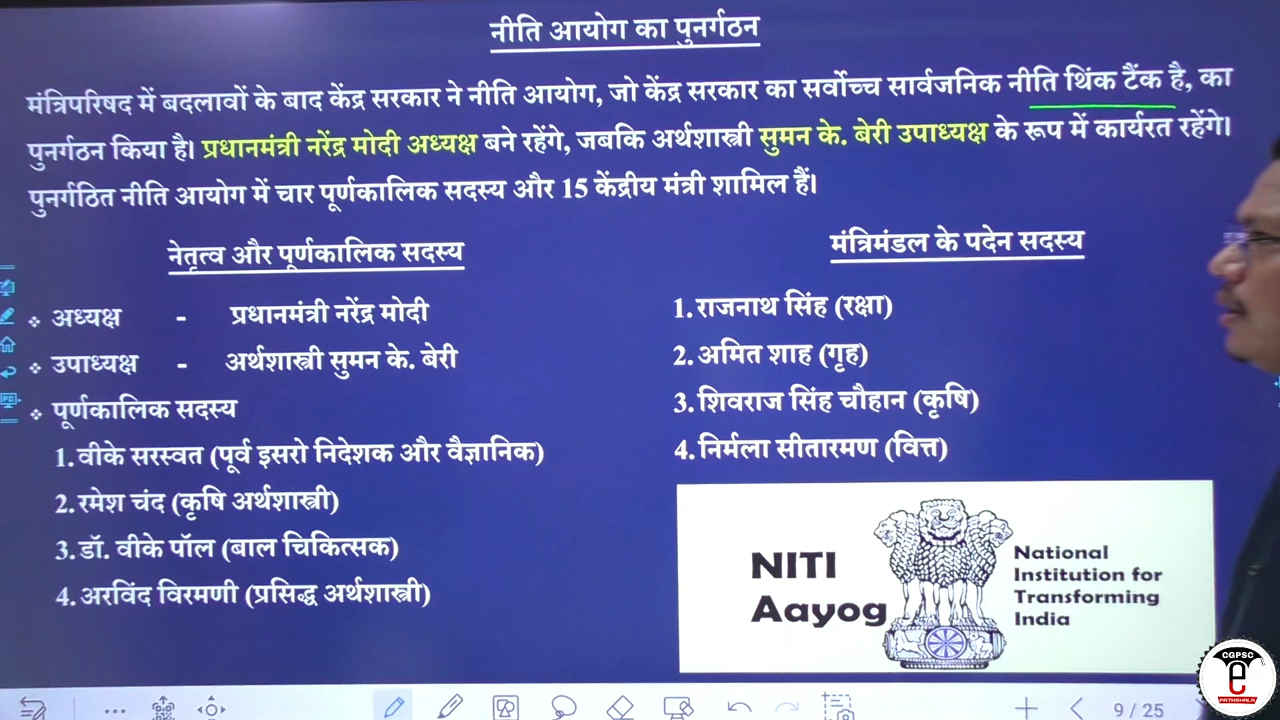 नीति आयोग का पुनर्गठन
मंत्रिपरिषद में बदलावों के बाद केंद्र सरकार ने नीति आयोग, जो केंद्र सरकार का सर्वोच्च सार्वजनिक नीति थिंक टैंक है, का
पुनर्गठन किया है। प्रधानमंत्री नरेंद्र मोदी अध्यक्ष बने रहेंगे, जबकि अर्थशास्त्री सुमन के. बेरी उपाध्यक्ष के रूप में कार्यरत रहेंगे।
पुनर्गठित नीति आयोग में चार पूर्णकालिक सदस्य और 15 केंद्रीय मंत्री शामिल हैं।
नेतृत्व और पूर्णकालिक सदस्य
❖ अध्यक्ष - प्रधानमंत्री नरेंद्र मोदी
❖ उपाध्यक्ष - अर्थशास्त्री सुमन के. बेरी
❖ पूर्णकालिक सदस्य
1. वीके सरस्वत (पूर्व इसरो निदेशक और वैज्ञानिक)
2. रमेश चंद (कृषि अर्थशास्त्री)
3. डॉ. वीके पॉल (बाल चिकित्सक)
4. अरविंद विरमणी (प्रसिद्ध अर्थशास्त्री)
मंत्रिमंडल के पदेन सदस्य
1. राजनाथ सिंह (रक्षा)
2. अमित शाह (गृह)
3. शिवराज सिंह चौहान (कृषि)
4. निर्मला सीतारमण (वित्त)
NITI
Aayog
National
Institution for
Transforming
India
9 / 25
CGPSC
e
PATHSHALA